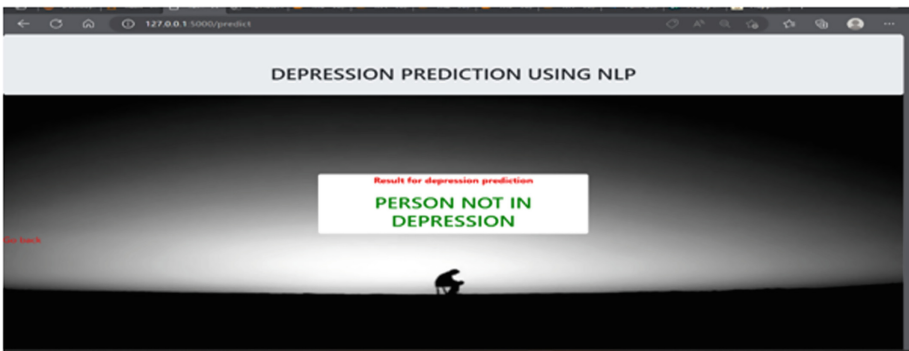 127.0.0.1:5000/predict
DEPRESSION PREDICTION USING NLP
Result for depression prediction
PERSON NOT IN
DEPRESSION
Go back